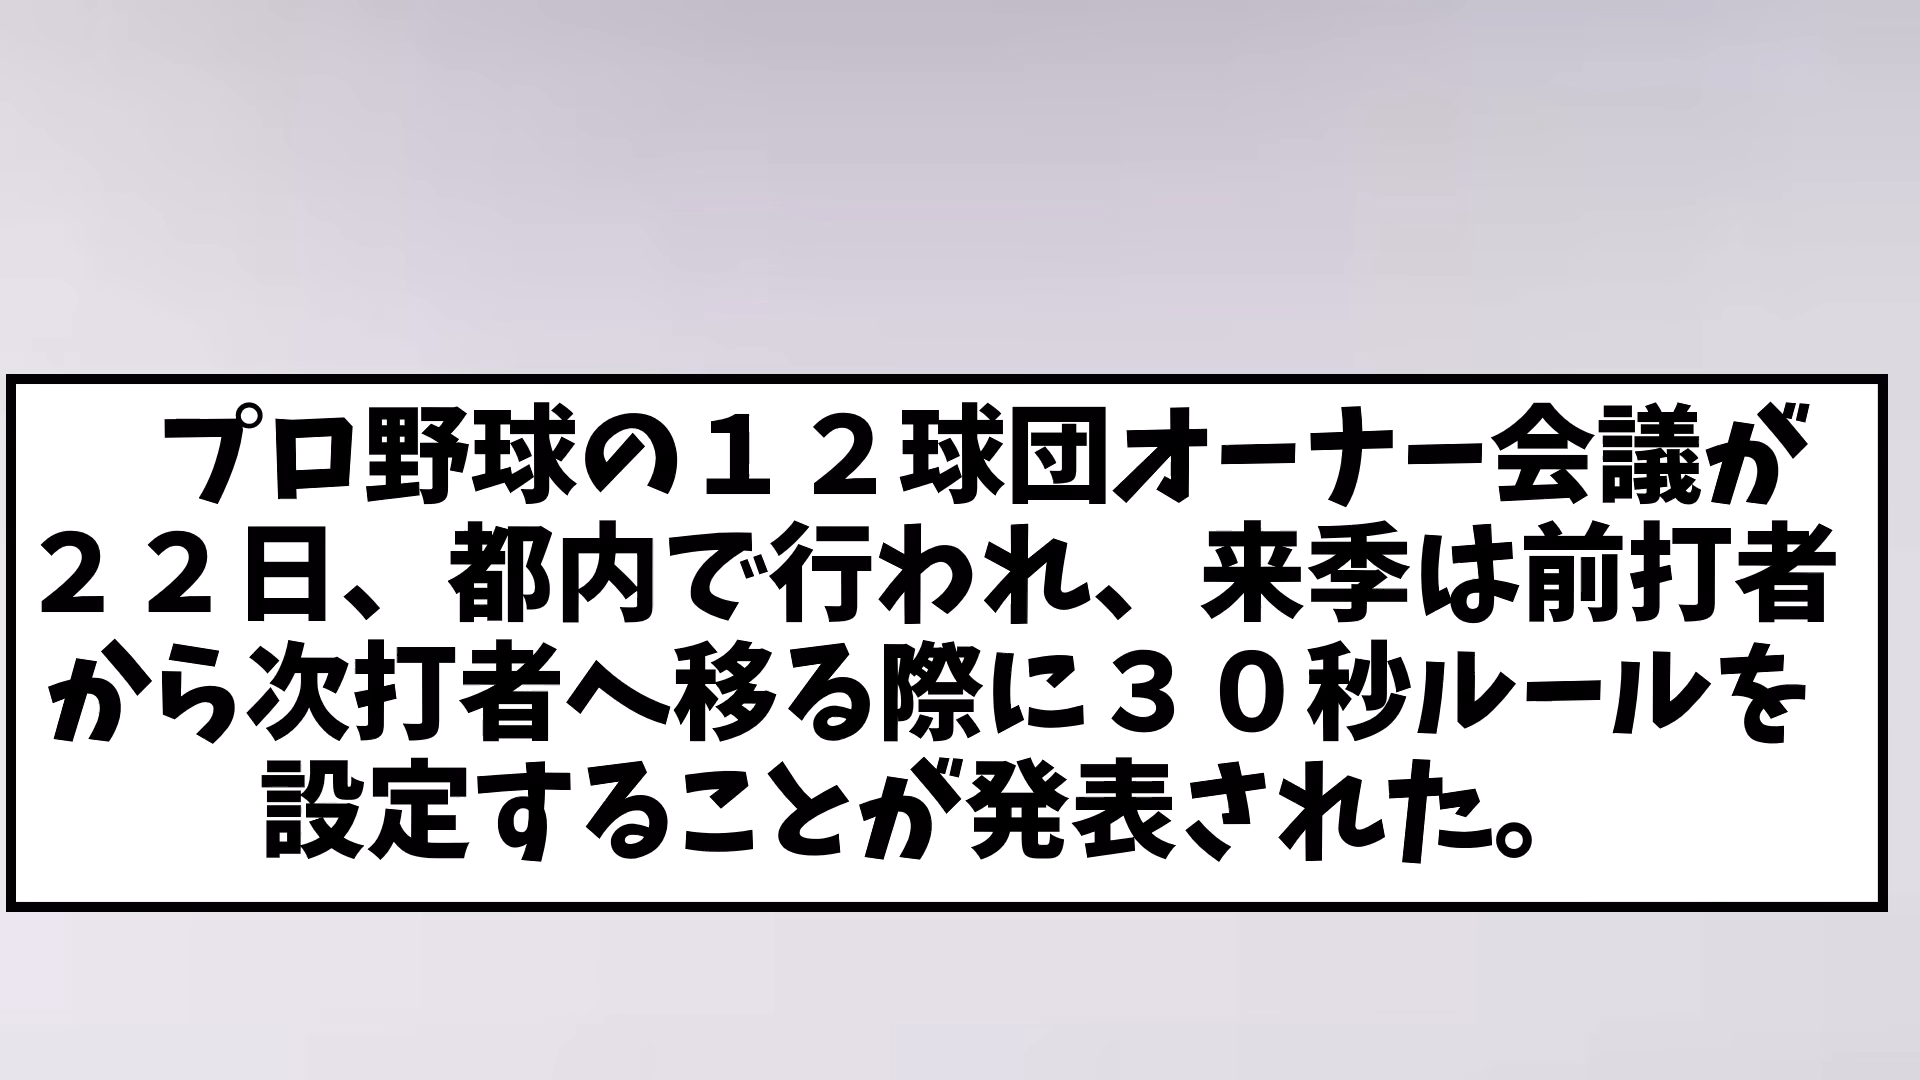 プロ野球の１２球団オーナー会議が
２２日、都内で行われ、来季は前打者
から次打者へ移る際に３０秒ルールを
設定することが発表された。